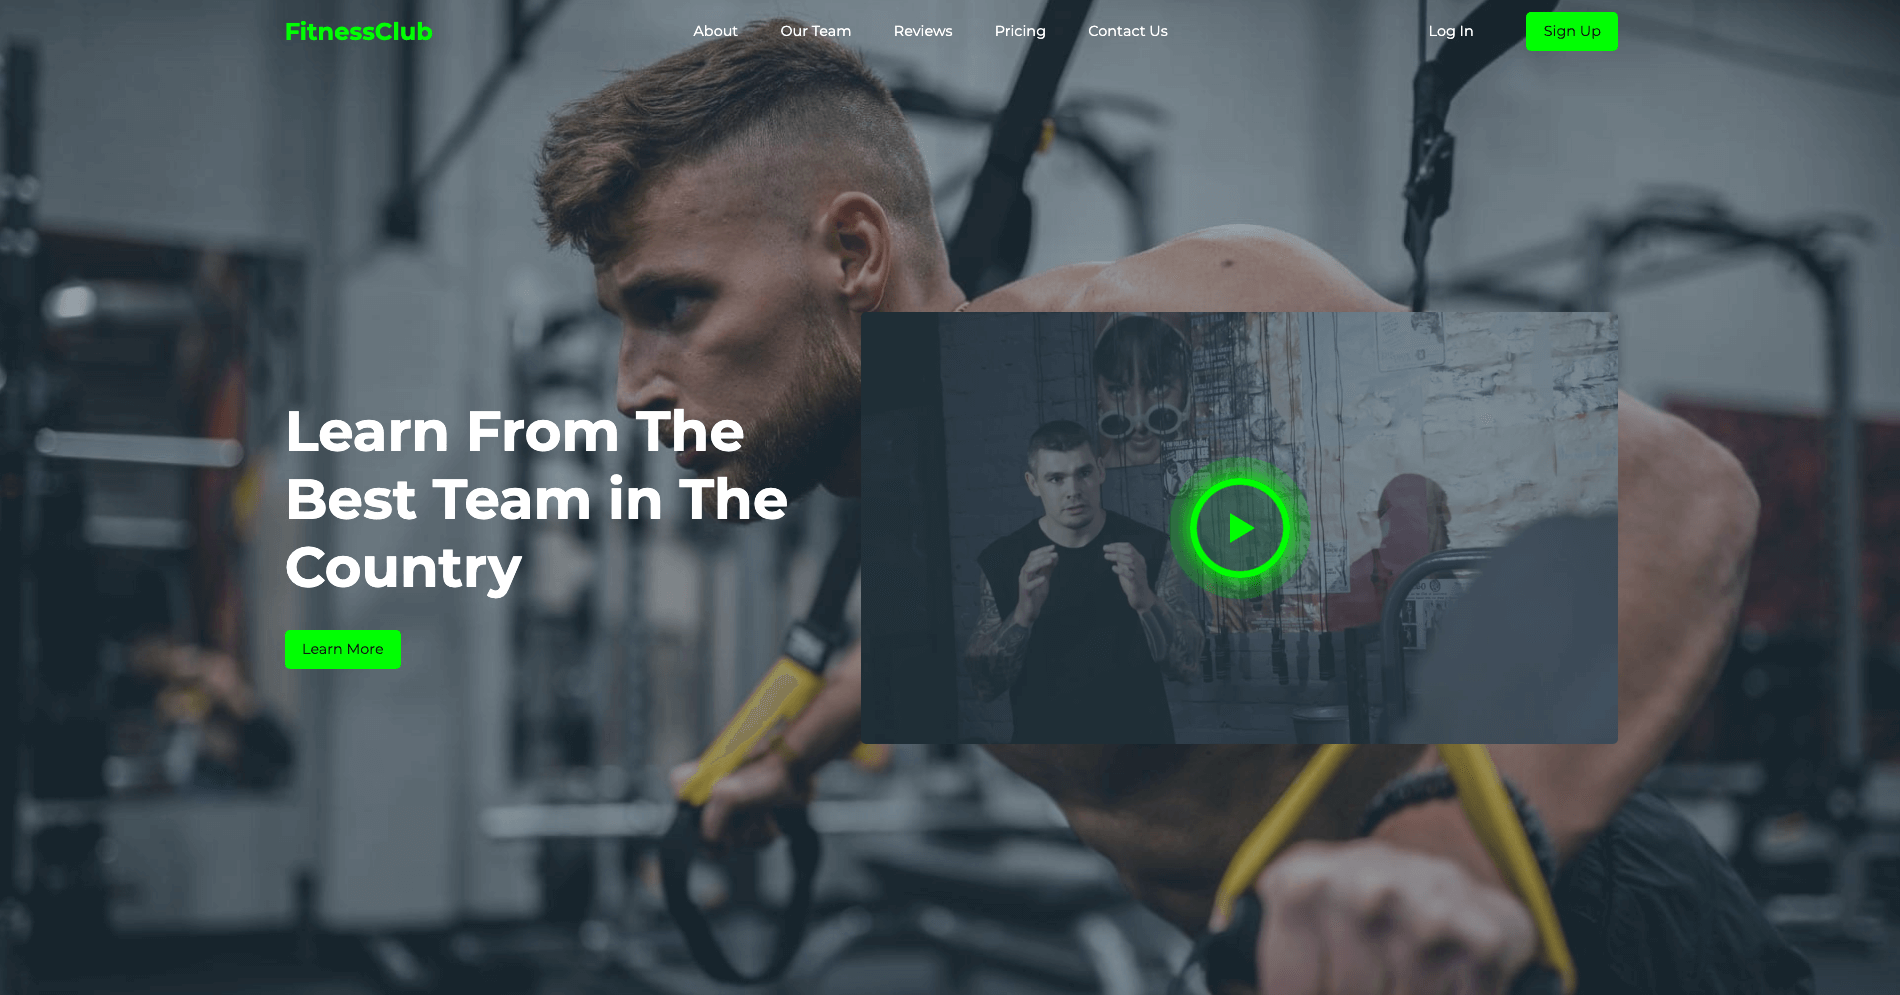 FitnessClub
About
Our Team
Reviews
Pricing
Contact Us
Log In
Sign Up
Learn From The
Best Team in The
Country
Learn More